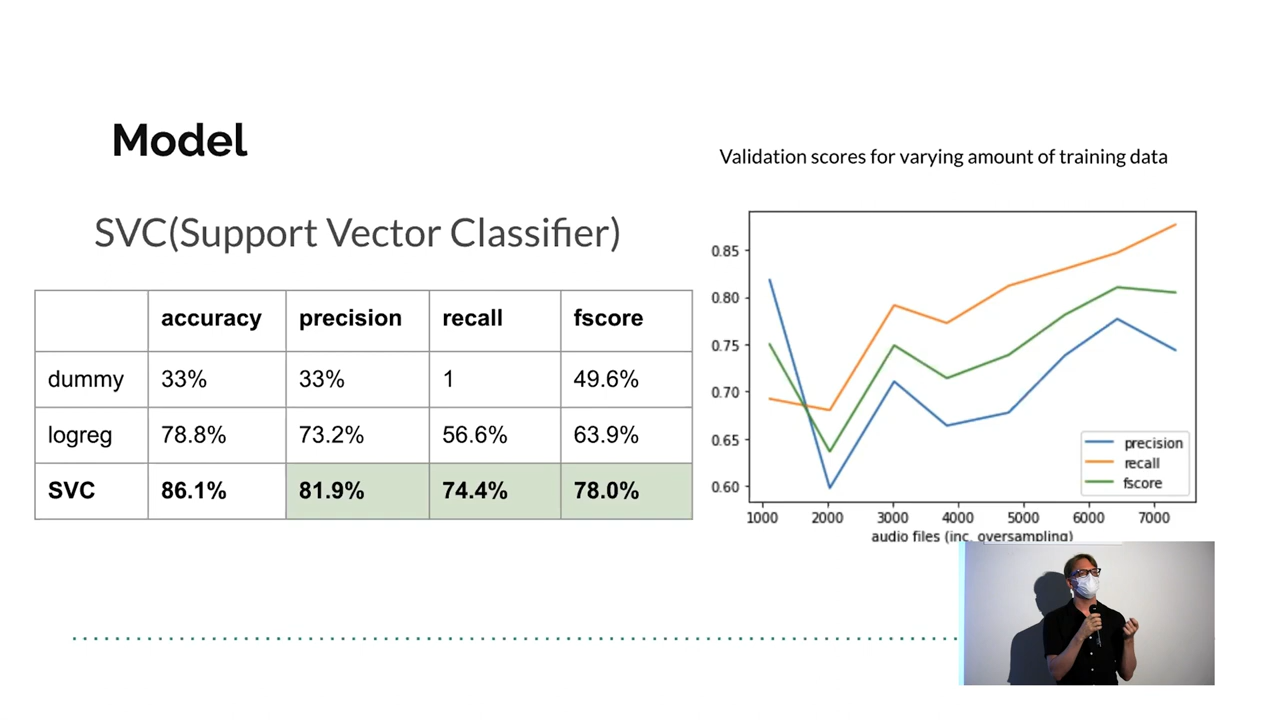 Model
SVC(Support Vector Classifier)
accuracy precision recall fscore
dummy 33% 33% 1 49.6%
logreg 78.8% 73.2% 56.6% 63.9%
SVC 86.1% 81.9% 74.4% 78.0%
Validation scores for varying amount of training data
0.85
0.80
0.75
0.70
0.65
0.60
precision
recall
fscore
1000 2000 3000 4000 5000 6000 7000
audio files (inc. oversampling)